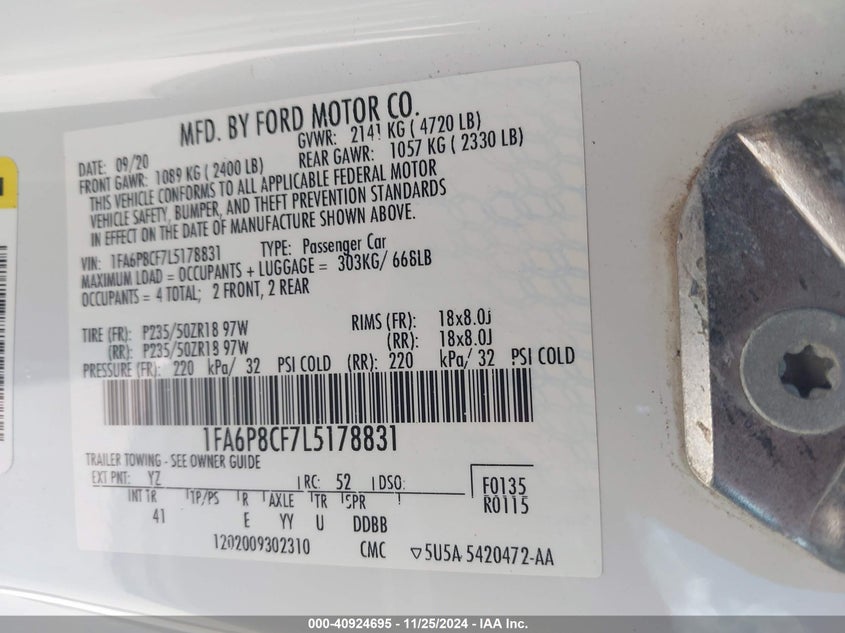 MFD. BY FORD MOTOR CO.
DATE: 09/20 GVWR: 2141 KG ( 4720 LB)
FRONT GAWR: 1089 KG ( 2400 LB) REAR GAWR: 1057 KG ( 2330 LB)
THIS VEHICLE CONFORMS TO ALL APPLICABLE FEDERAL MOTOR
VEHICLE SAFETY, BUMPER, AND THEFT PREVENTION STANDARDS
IN EFFECT ON THE DATE OF MANUFACTURE SHOWN ABOVE.
VIN: 1FA6P8CF7L5178831 TYPE: Passenger Car
MAXIMUM LOAD = OCCUPANTS + LUGGAGE = 303KG/ 668LB
OCCUPANTS = 4 TOTAL; 2 FRONT, 2 REAR
TIRE (FR): P235/50ZR18 97W RIMS (FR): 18x8.0J
(RR): P235/50ZR18 97W (RR): 18x8.0J
PRESSURE (FR): 220 kPa/ 32 PSI COLD (RR): 220 kPa/ 32 PSI COLD
1FA6P8CF7L5178831
TRAILER TOWING - SEE OWNER GUIDE
EXT PNT: YZ RC: 52 DSO: F0135
INT TR TP/PS R AXLE TR SPR R0115
41 E YY U DDBB
1202009302310 CMC ▽5U5A-5420472-AA
000-40924695 - 11/25/2024 - IAA Inc.